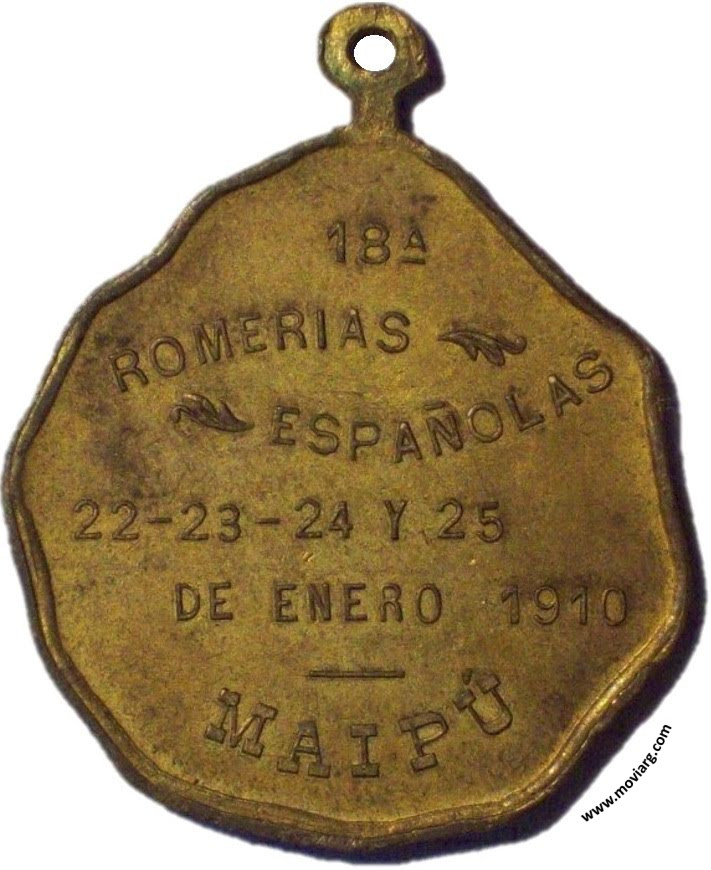 18ª
ROMERIAS
ESPAÑOLAS
22-23-24 Y 25
DE ENERO 1910
MAIPÚ
www.moviarg.com